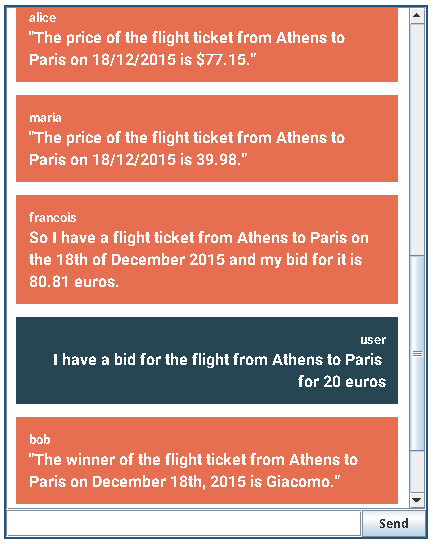 alice
"The price of the flight ticket from Athens to
Paris on 18/12/2015 is $77.15."
maria
"The price of the flight ticket from Athens to
Paris on 18/12/2015 is 39.98."
francois
So I have a flight ticket from Athens to Paris on
the 18th of December 2015 and my bid for it is
80.81 euros.
user
I have a bid for the flight from Athens to Paris
for 20 euros
bob
"The winner of the flight ticket from Athens to
Paris on December 18th, 2015 is Giacomo."
Send